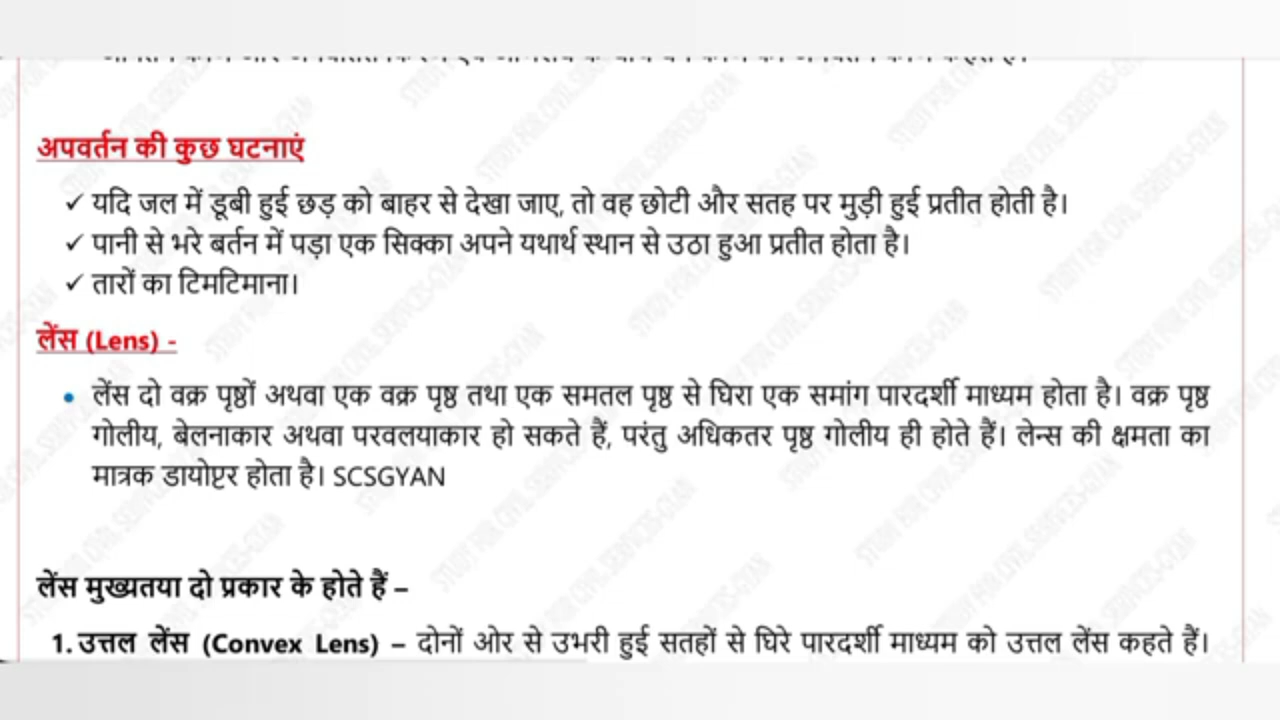 अपवर्तन की कुछ घटनाएं
✓ यदि जल में डूबी हुई छड़ को बाहर से देखा जाए, तो वह छोटी और सतह पर मुड़ी हुई प्रतीत होती है।
✓ पानी से भरे बर्तन में पड़ा एक सिक्का अपने यथार्थ स्थान से उठा हुआ प्रतीत होता है।
✓ तारों का टिमटिमाना।
लेंस (Lens) -
• लेंस दो वक्र पृष्ठों अथवा एक वक्र पृष्ठ तथा एक समतल पृष्ठ से घिरा एक समांग पारदर्शी माध्यम होता है। वक्र पृष्ठ
गोलीय, बेलनाकार अथवा परवलयाकार हो सकते हैं, परंतु अधिकतर पृष्ठ गोलीय ही होते हैं। लेन्स की क्षमता का
मात्रक डायोप्टर होता है। SCSGYAN
लेंस मुख्यतया दो प्रकार के होते हैं –
1. उत्तल लेंस (Convex Lens) – दोनों ओर से उभरी हुई सतहों से घिरे पारदर्शी माध्यम को उत्तल लेंस कहते हैं।